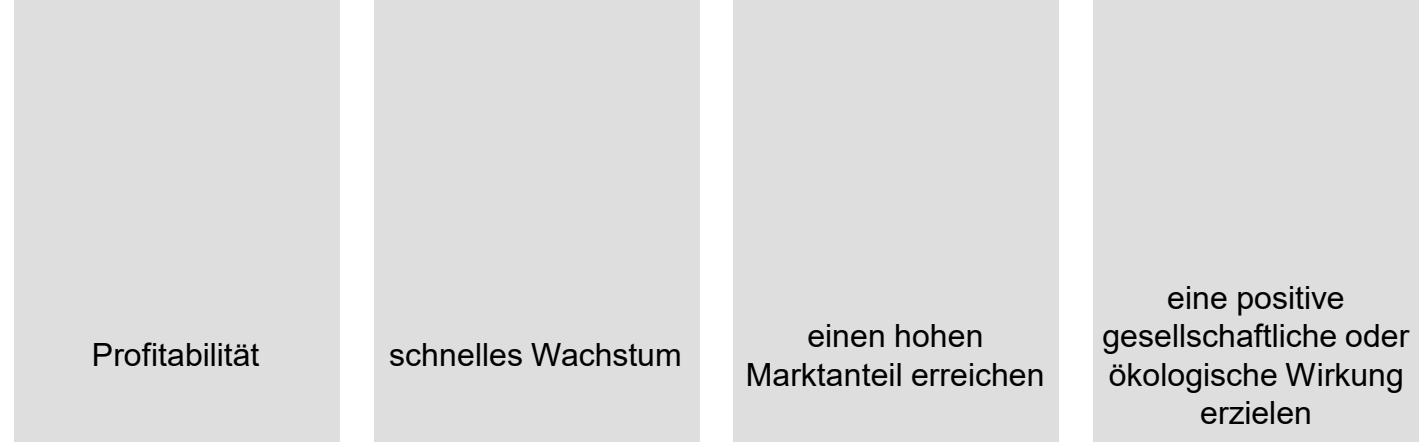 Profitabilität
schnelles Wachstum
einen hohen
Marktanteil erreichen
eine positive
gesellschaftliche oder
ökologische Wirkung
erzielen